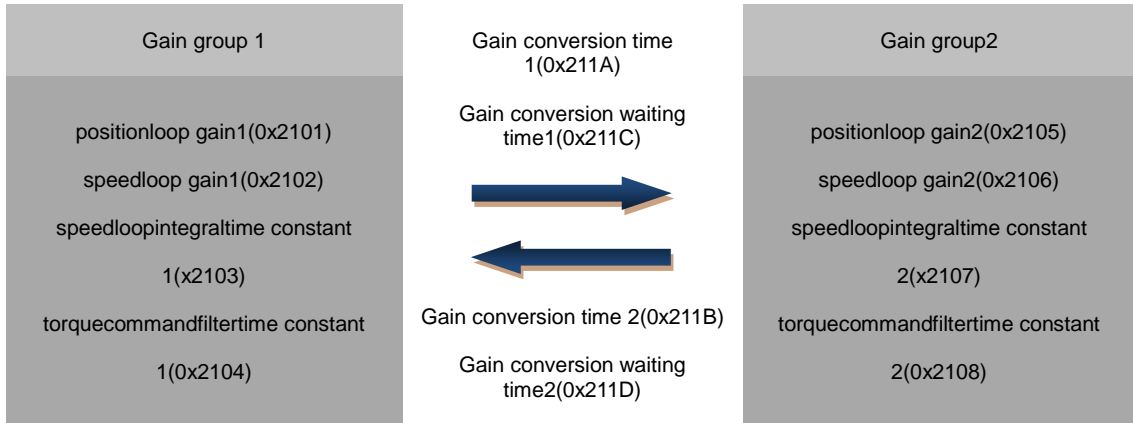 Gain group 1
positionloop gain1(0x2101)
speedloop gain1(0x2102)
speedloopintegraltime constant
1(x2103)
torquecommandfiltertime constant
1(0x2104)
Gain conversion time
1(0x211A)
Gain conversion waiting
time1(0x211C)
Gain conversion time 2(0x211B)
Gain conversion waiting
time2(0x211D)
Gain group2
positionloop gain2(0x2105)
speedloop gain2(0x2106)
speedloopintegraltime constant
2(x2107)
torquecommandfiltertime constant
2(0x2108)